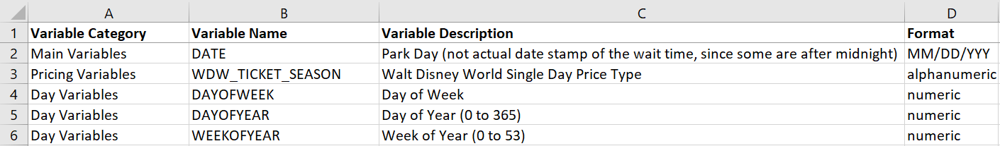 A B C D
1 Variable Category Variable Name Variable Description Format
2 Main Variables DATE Park Day (not actual date stamp of the wait time, since some are after midnight) MM/DD/YYY
3 Pricing Variables WDW_TICKET_SEASON Walt Disney World Single Day Price Type alphanumeric
4 Day Variables DAYOFWEEK Day of Week numeric
5 Day Variables DAYOFYEAR Day of Year (0 to 365) numeric
6 Day Variables WEEKOFYEAR Week of Year (0 to 53) numeric